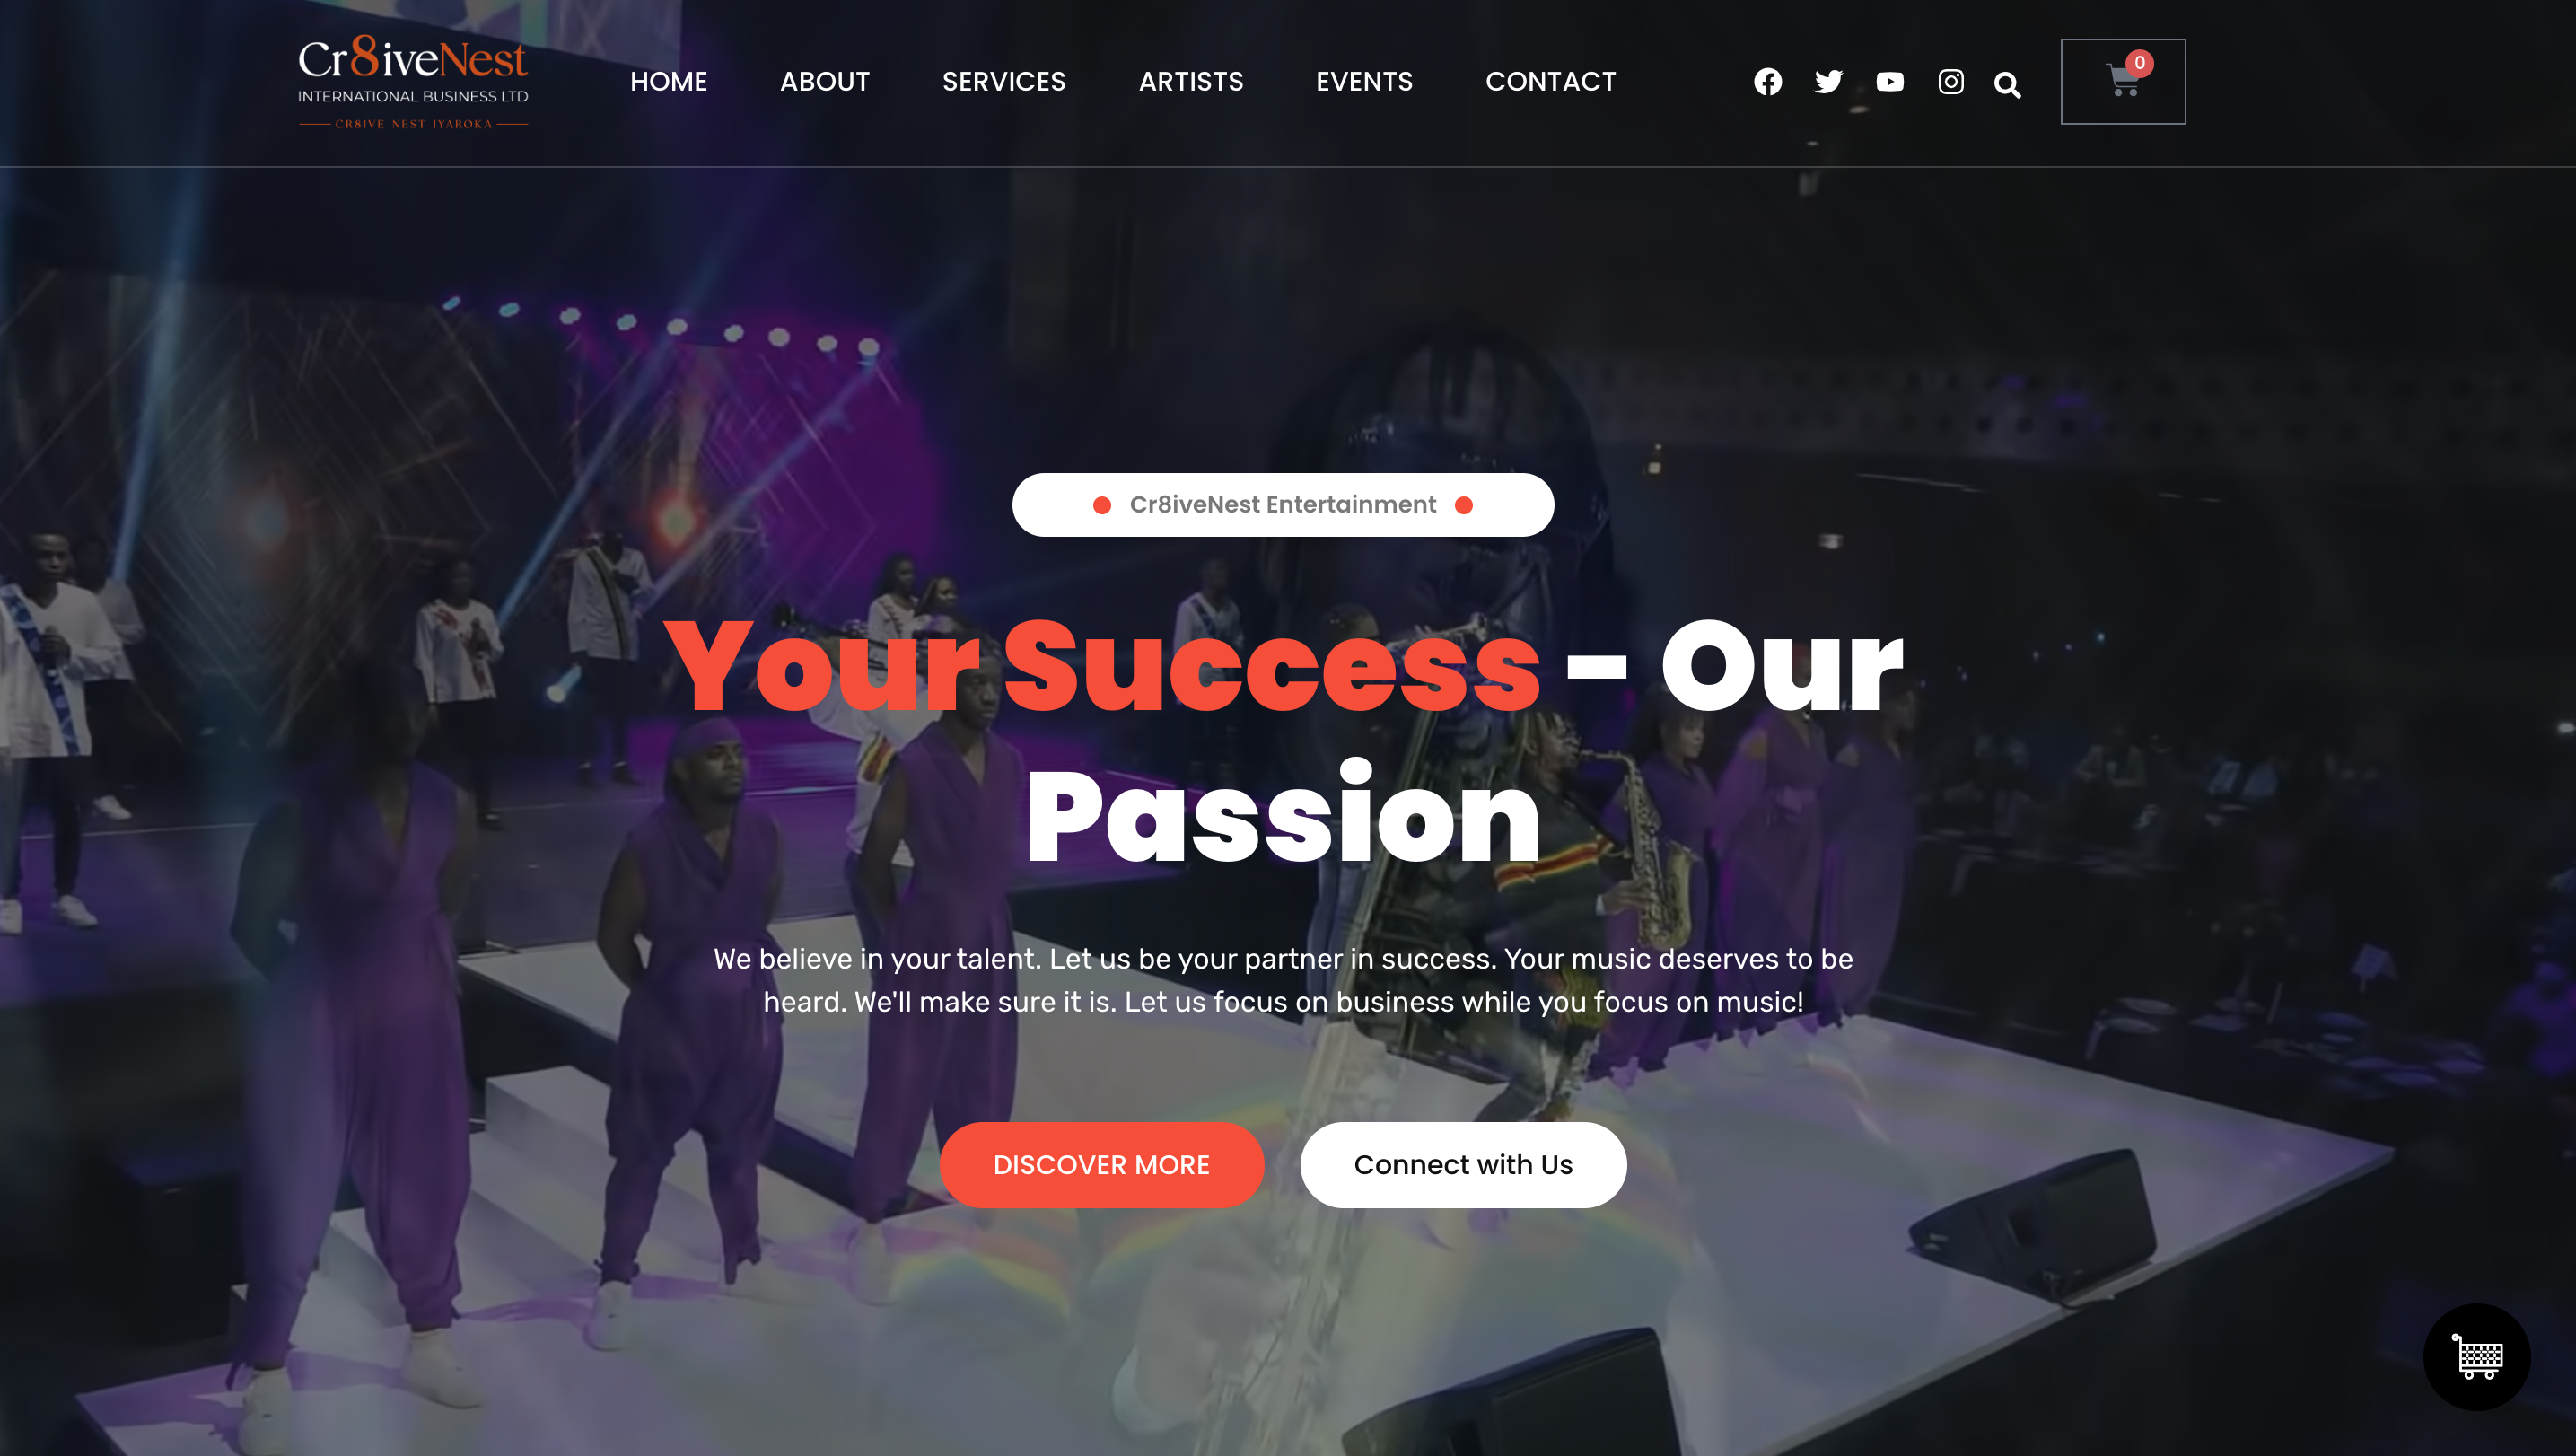 Cr8iveNest
INTERNATIONAL BUSINESS LTD
CR8IVE NEST IYAROKA
HOME ABOUT SERVICES ARTISTS EVENTS CONTACT
0
Cr8iveNest Entertainment
Your Success - Our
Passion
We believe in your talent. Let us be your partner in success. Your music deserves to be
heard. We'll make sure it is. Let us focus on business while you focus on music!
DISCOVER MORE Connect with Us